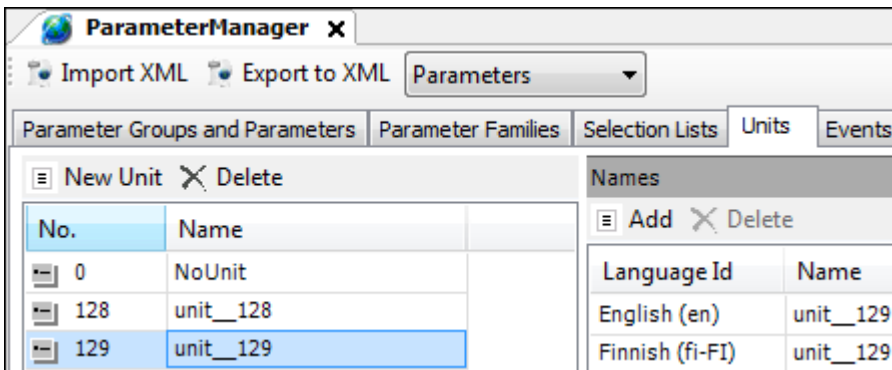 ParameterManager x
Import XML Export to XML Parameters
Parameter Groups and Parameters Parameter Families Selection Lists Units Events
New Unit Delete
Names
Add Delete
No. Name
Language Id Name
0 NoUnit
128 unit__128
English (en) unit__129
129 unit__129
Finnish (fi-FI) unit__129